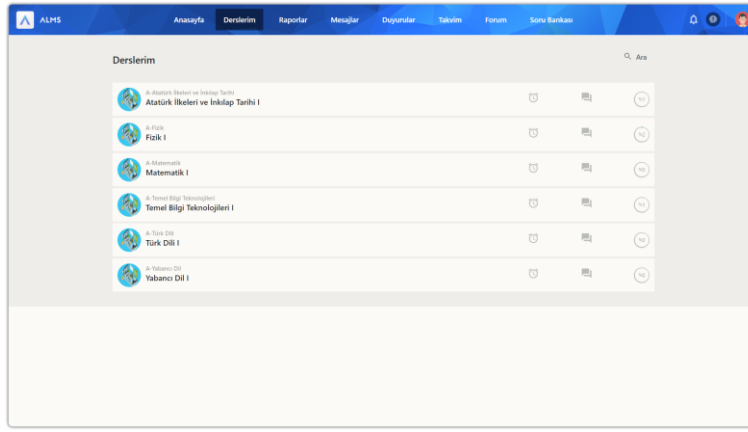 ALMS
Anasayfa Derslerim Raporlar Mesajlar Duyurular Takvim Forum Soru Bankası
Derslerim
Ara
A-Atatürk İlkeleri ve İnkılap Tarihi
Atatürk İlkeleri ve İnkılap Tarihi I
A-Fizik
Fizik I
A-Matematik
Matematik I
A-Temel Bilgi Teknolojileri
Temel Bilgi Teknolojileri I
A-Türk Dili
Türk Dili I
A-Yabancı Dil
Yabancı Dil I